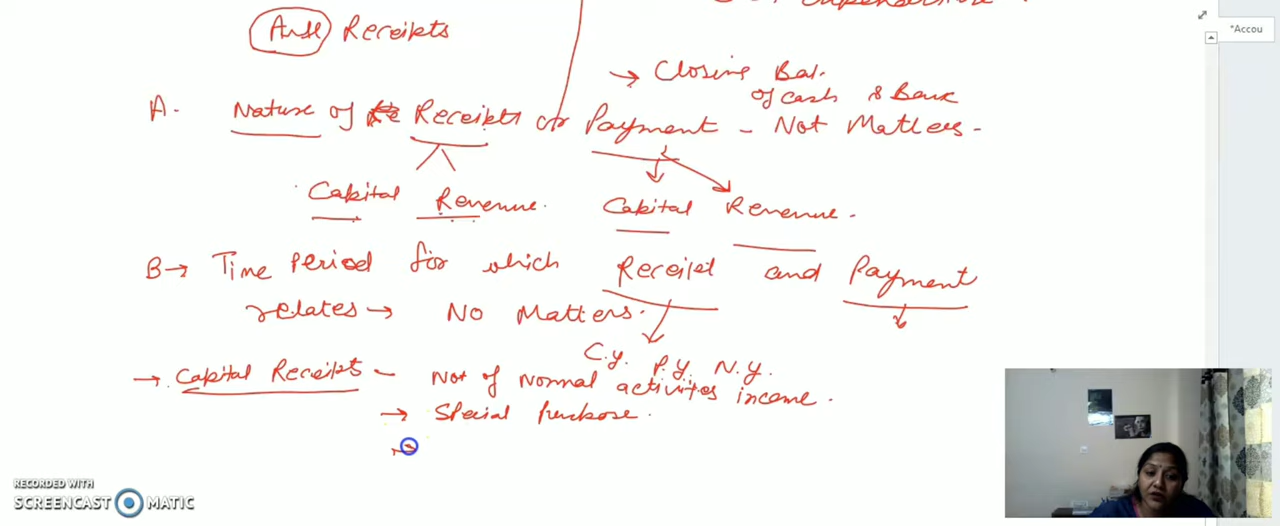 And Receipts
*Accou
→ Closing Bal.
of cash & Bank
A. Nature of Receipts or Payment - Not Matters -
Capital Revenue. Capital Revenue.
B→ Time Period for which Receipt and Payment
relates → No Matters.
C.y. P.y. N.y.
→ Capital Receipts - Not of Normal activities income.
→ Special Purpose.
RECORDED WITH
SCREENCAST MATIC